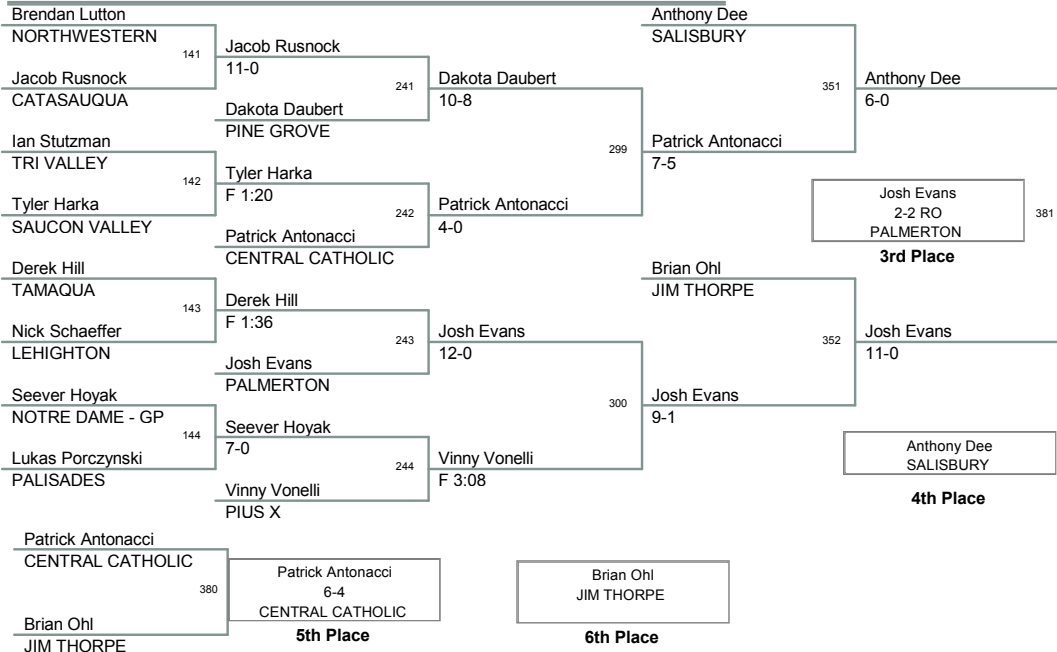 Brendan Lutton
NORTHWESTERN
141
Jacob Rusnock
CATASAUQUA
Ian Stutzman
TRI VALLEY
142
Tyler Harka
SAUCON VALLEY
Derek Hill
TAMAQUA
143
Nick Schaeffer
LEHIGHTON
Seever Hoyak
NOTRE DAME - GP
144
Lukas Porczynski
PALISADES
Jacob Rusnock
11-0
241
Dakota Daubert
PINE GROVE
Tyler Harka
F 1:20
242
Patrick Antonacci
CENTRAL CATHOLIC
Derek Hill
F 1:36
243
Josh Evans
PALMERTON
Seever Hoyak
7-0
244
Vinny Vonelli
PIUS X
Dakota Daubert
10-8
299
Patrick Antonacci
4-0
Josh Evans
12-0
300
Vinny Vonelli
F 3:08
Anthony Dee
SALISBURY
351
Patrick Antonacci
7-5
Brian Ohl
JIM THORPE
352
Josh Evans
9-1
Anthony Dee
6-0
Josh Evans
2-2 RO
PALMERTON
381
3rd Place
Josh Evans
11-0
Anthony Dee
SALISBURY
4th Place
Patrick Antonacci
CENTRAL CATHOLIC
380
Brian Ohl
JIM THORPE
Patrick Antonacci
6-4
CENTRAL CATHOLIC
5th Place
Brian Ohl
JIM THORPE
6th Place